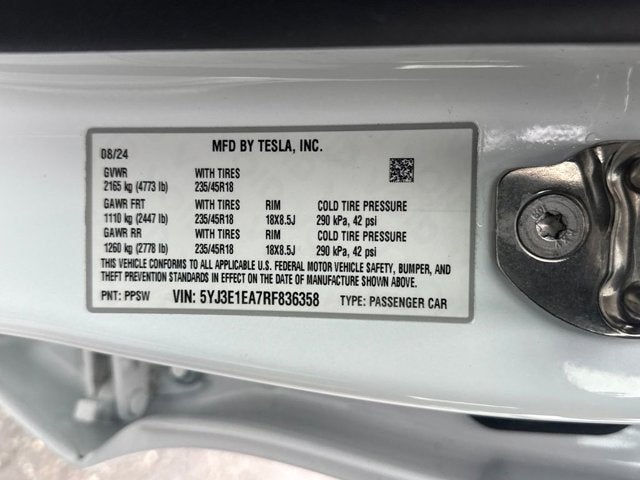 MFD BY TESLA, INC.
08/24
GVWR WITH TIRES
2165 kg (4773 lb) 235/45R18
GAWR FRT WITH TIRES RIM COLD TIRE PRESSURE
1110 kg (2447 lb) 235/45R18 18X8.5J 290 kPa, 42 psi
GAWR RR WITH TIRES RIM COLD TIRE PRESSURE
1260 kg (2778 lb) 235/45R18 18X8.5J 290 kPa, 42 psi
THIS VEHICLE CONFORMS TO ALL APPLICABLE U.S. FEDERAL MOTOR VEHICLE SAFETY, BUMPER, AND
THEFT PREVENTION STANDARDS IN EFFECT ON THE DATE OF MANUFACTURE SHOWN ABOVE.
PNT: PPSW VIN: 5YJ3E1EA7RF836358 TYPE: PASSENGER CAR